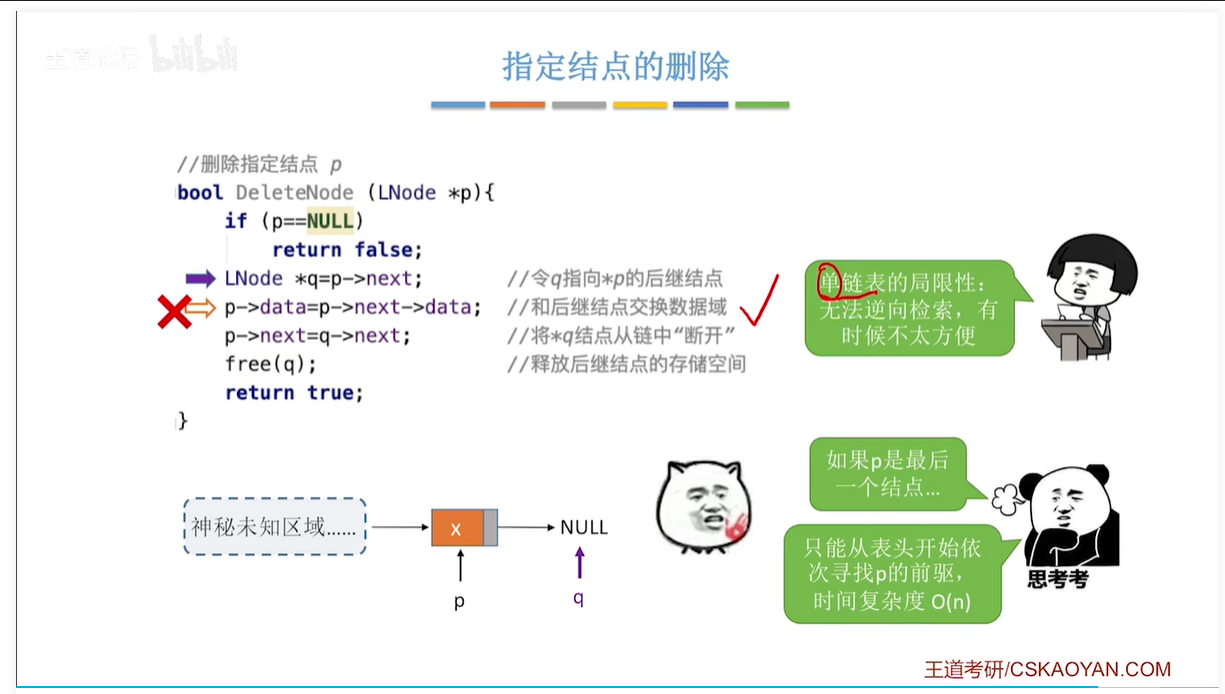 王道论坛 bilibili
指定结点的删除
//删除指定结点 p
bool DeleteNode (LNode *p){
if (p==NULL)
return false;
LNode *q=p->next; //令q指向*p的后继结点
p->data=p->next->data; //和后继结点交换数据域
p->next=q->next; //将*q结点从链中“断开”
free(q); //释放后继结点的存储空间
return true;
}
单链表的局限性：
无法逆向检索，有
时候不太方便
如果p是最后
一个结点…
神秘未知区域……
x
NULL
p
q
只能从表头开始依
次寻找p的前驱，
时间复杂度 O(n)
思考考
王道考研/CSKAOYAN.COM